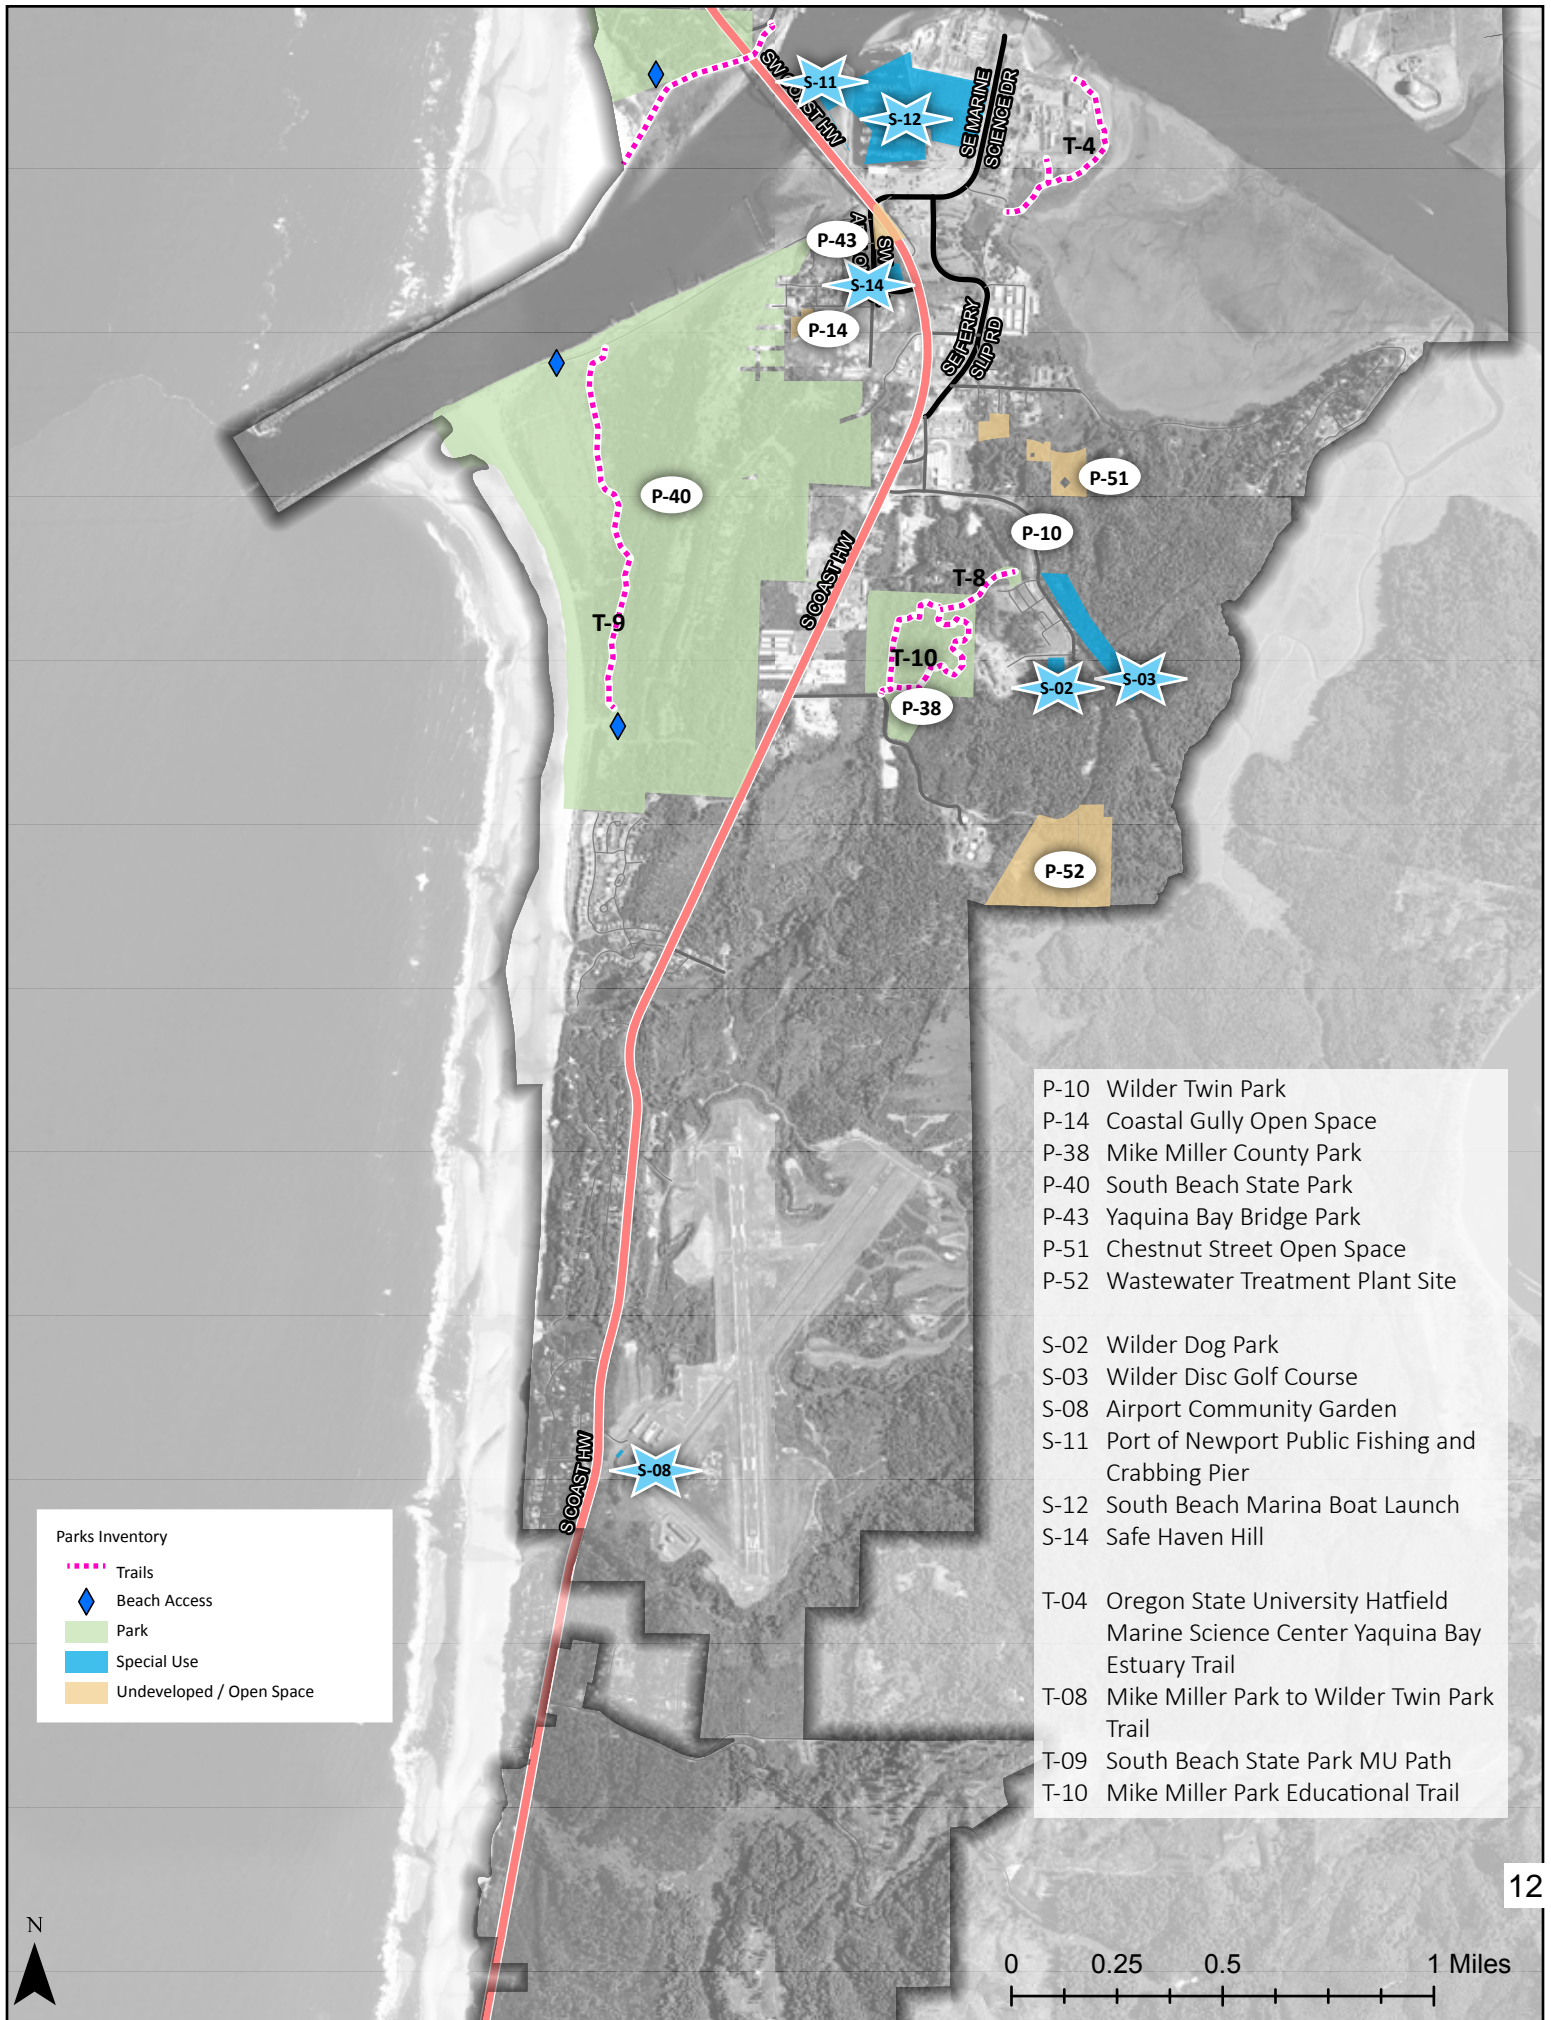 SW COAST HW
S-11
S-12
SE MARINE
SCIENCE DR
T-4
P-43
S-14
P-14
SE FERRY
SLIP RD
P-40
P-51
P-10
T-8
S COAST HW
T-9
T-10
S-02
S-03
P-38
P-52
P-10 Wilder Twin Park
P-14 Coastal Gully Open Space
P-38 Mike Miller County Park
P-40 South Beach State Park
P-43 Yaquina Bay Bridge Park
P-51 Chestnut Street Open Space
P-52 Wastewater Treatment Plant Site
S-02 Wilder Dog Park
S-03 Wilder Disc Golf Course
S-08 Airport Community Garden
S-11 Port of Newport Public Fishing and
Crabbing Pier
S-12 South Beach Marina Boat Launch
S-14 Safe Haven Hill
T-04 Oregon State University Hatfield
Marine Science Center Yaquina Bay
Estuary Trail
T-08 Mike Miller Park to Wilder Twin Park
Trail
T-09 South Beach State Park MU Path
T-10 Mike Miller Park Educational Trail
S COAST HW
S-08
Parks Inventory
Trails
Beach Access
Park
Special Use
Undeveloped / Open Space
12
N
0 0.25 0.5 1 Miles